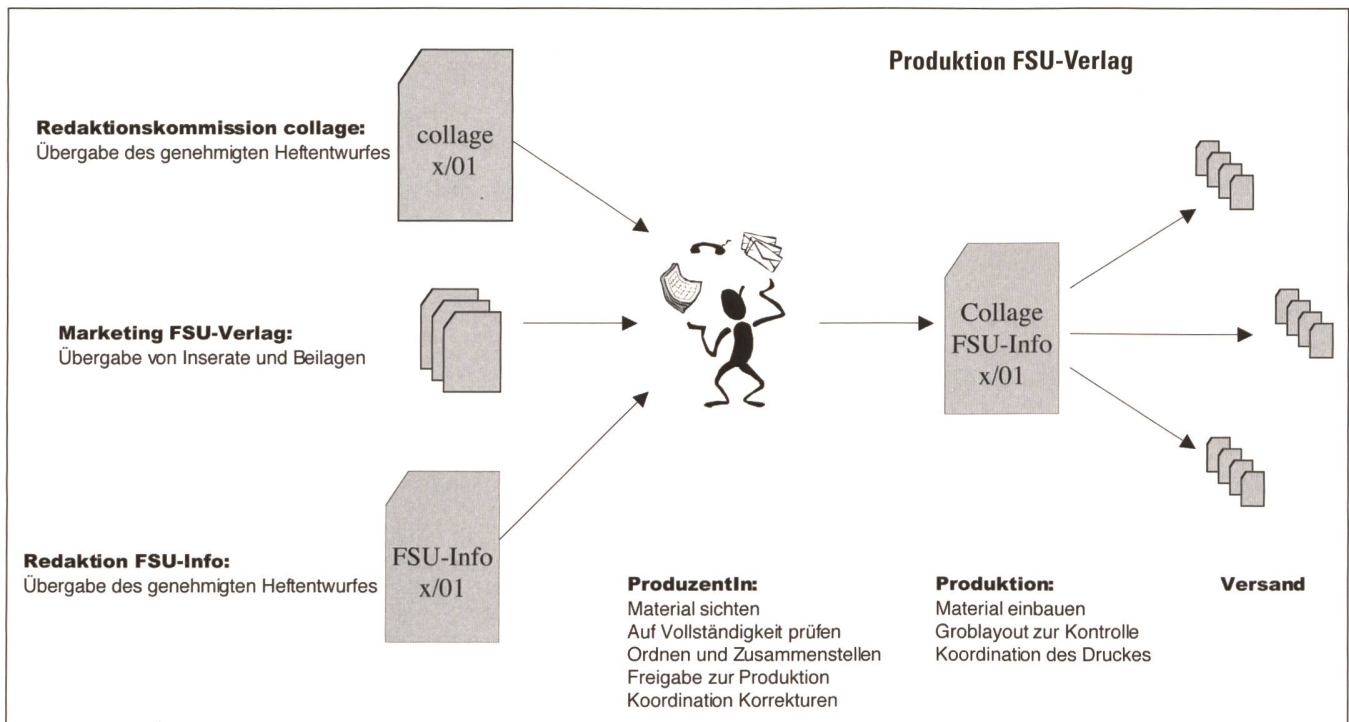 Produktion FSU-Verlag
Redaktionskommission collage:
Übergabe des genehmigten Heftentwurfes
collage
x/01
Marketing FSU-Verlag:
Übergabe von Inserate und Beilagen
Redaktion FSU-Info:
Übergabe des genehmigten Heftentwurfes
FSU-Info
x/01
Collage
FSU-Info
x/01
ProduzentIn:
Material sichten
Auf Vollständigkeit prüfen
Ordnen und Zusammenstellen
Freigabe zur Produktion
Koordination Korrekturen
Produktion:
Material einbauen
Groblayout zur Kontrolle
Koordination des Druckes
Versand